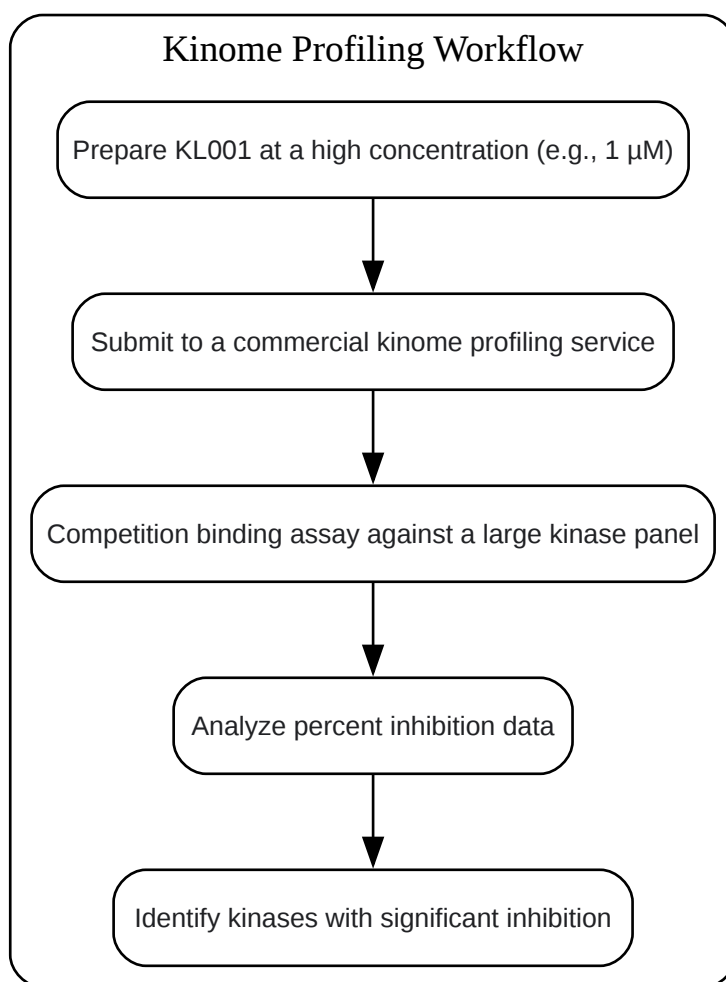 Kinome Profiling Workflow
Prepare KL001 at a high concentration (e.g., 1 µM)
Submit to a commercial kinome profiling service
Competition binding assay against a large kinase panel
Analyze percent inhibition data
Identify kinases with significant inhibition